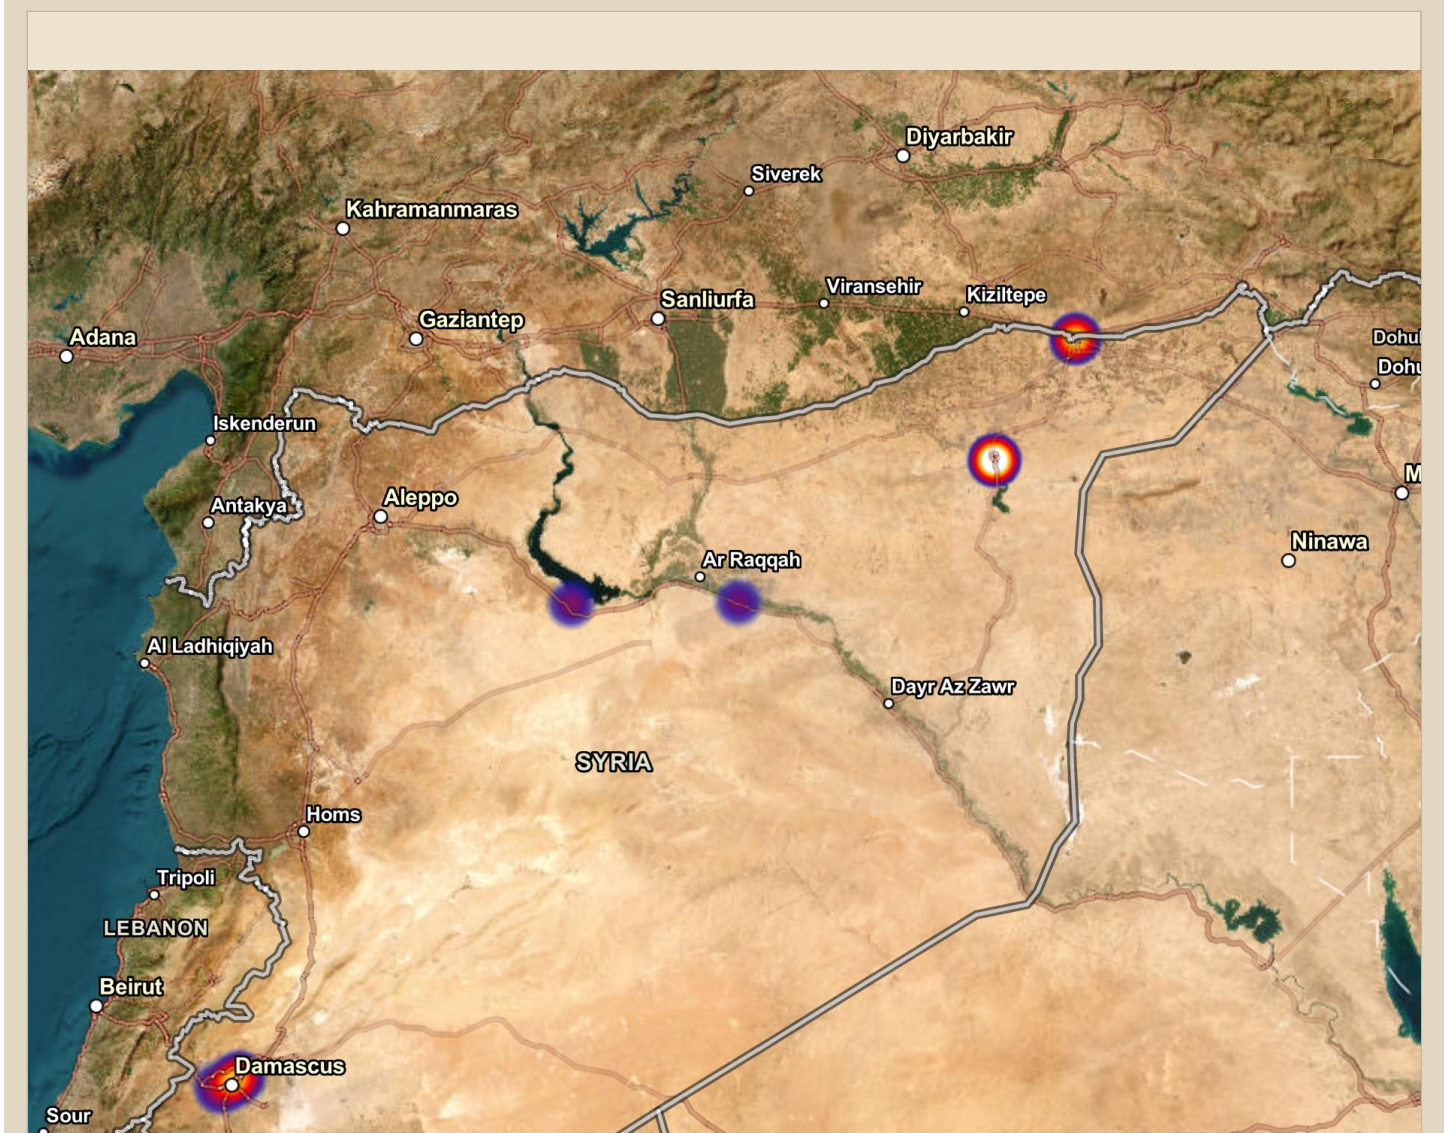 Diyarbakir
Siverek
Kahramanmaras
Viransehir
Kiziltepe
Sanliurfa
Gaziantep
Adana
Dohu
Dohu
Iskenderun
M
Aleppo
Antakya
Ninawa
Ar Raqqah
Al Ladhiqiyah
Dayr Az Zawr
SYRIA
Homs
Tripoli
LEBANON
Beirut
Damascus
Sour